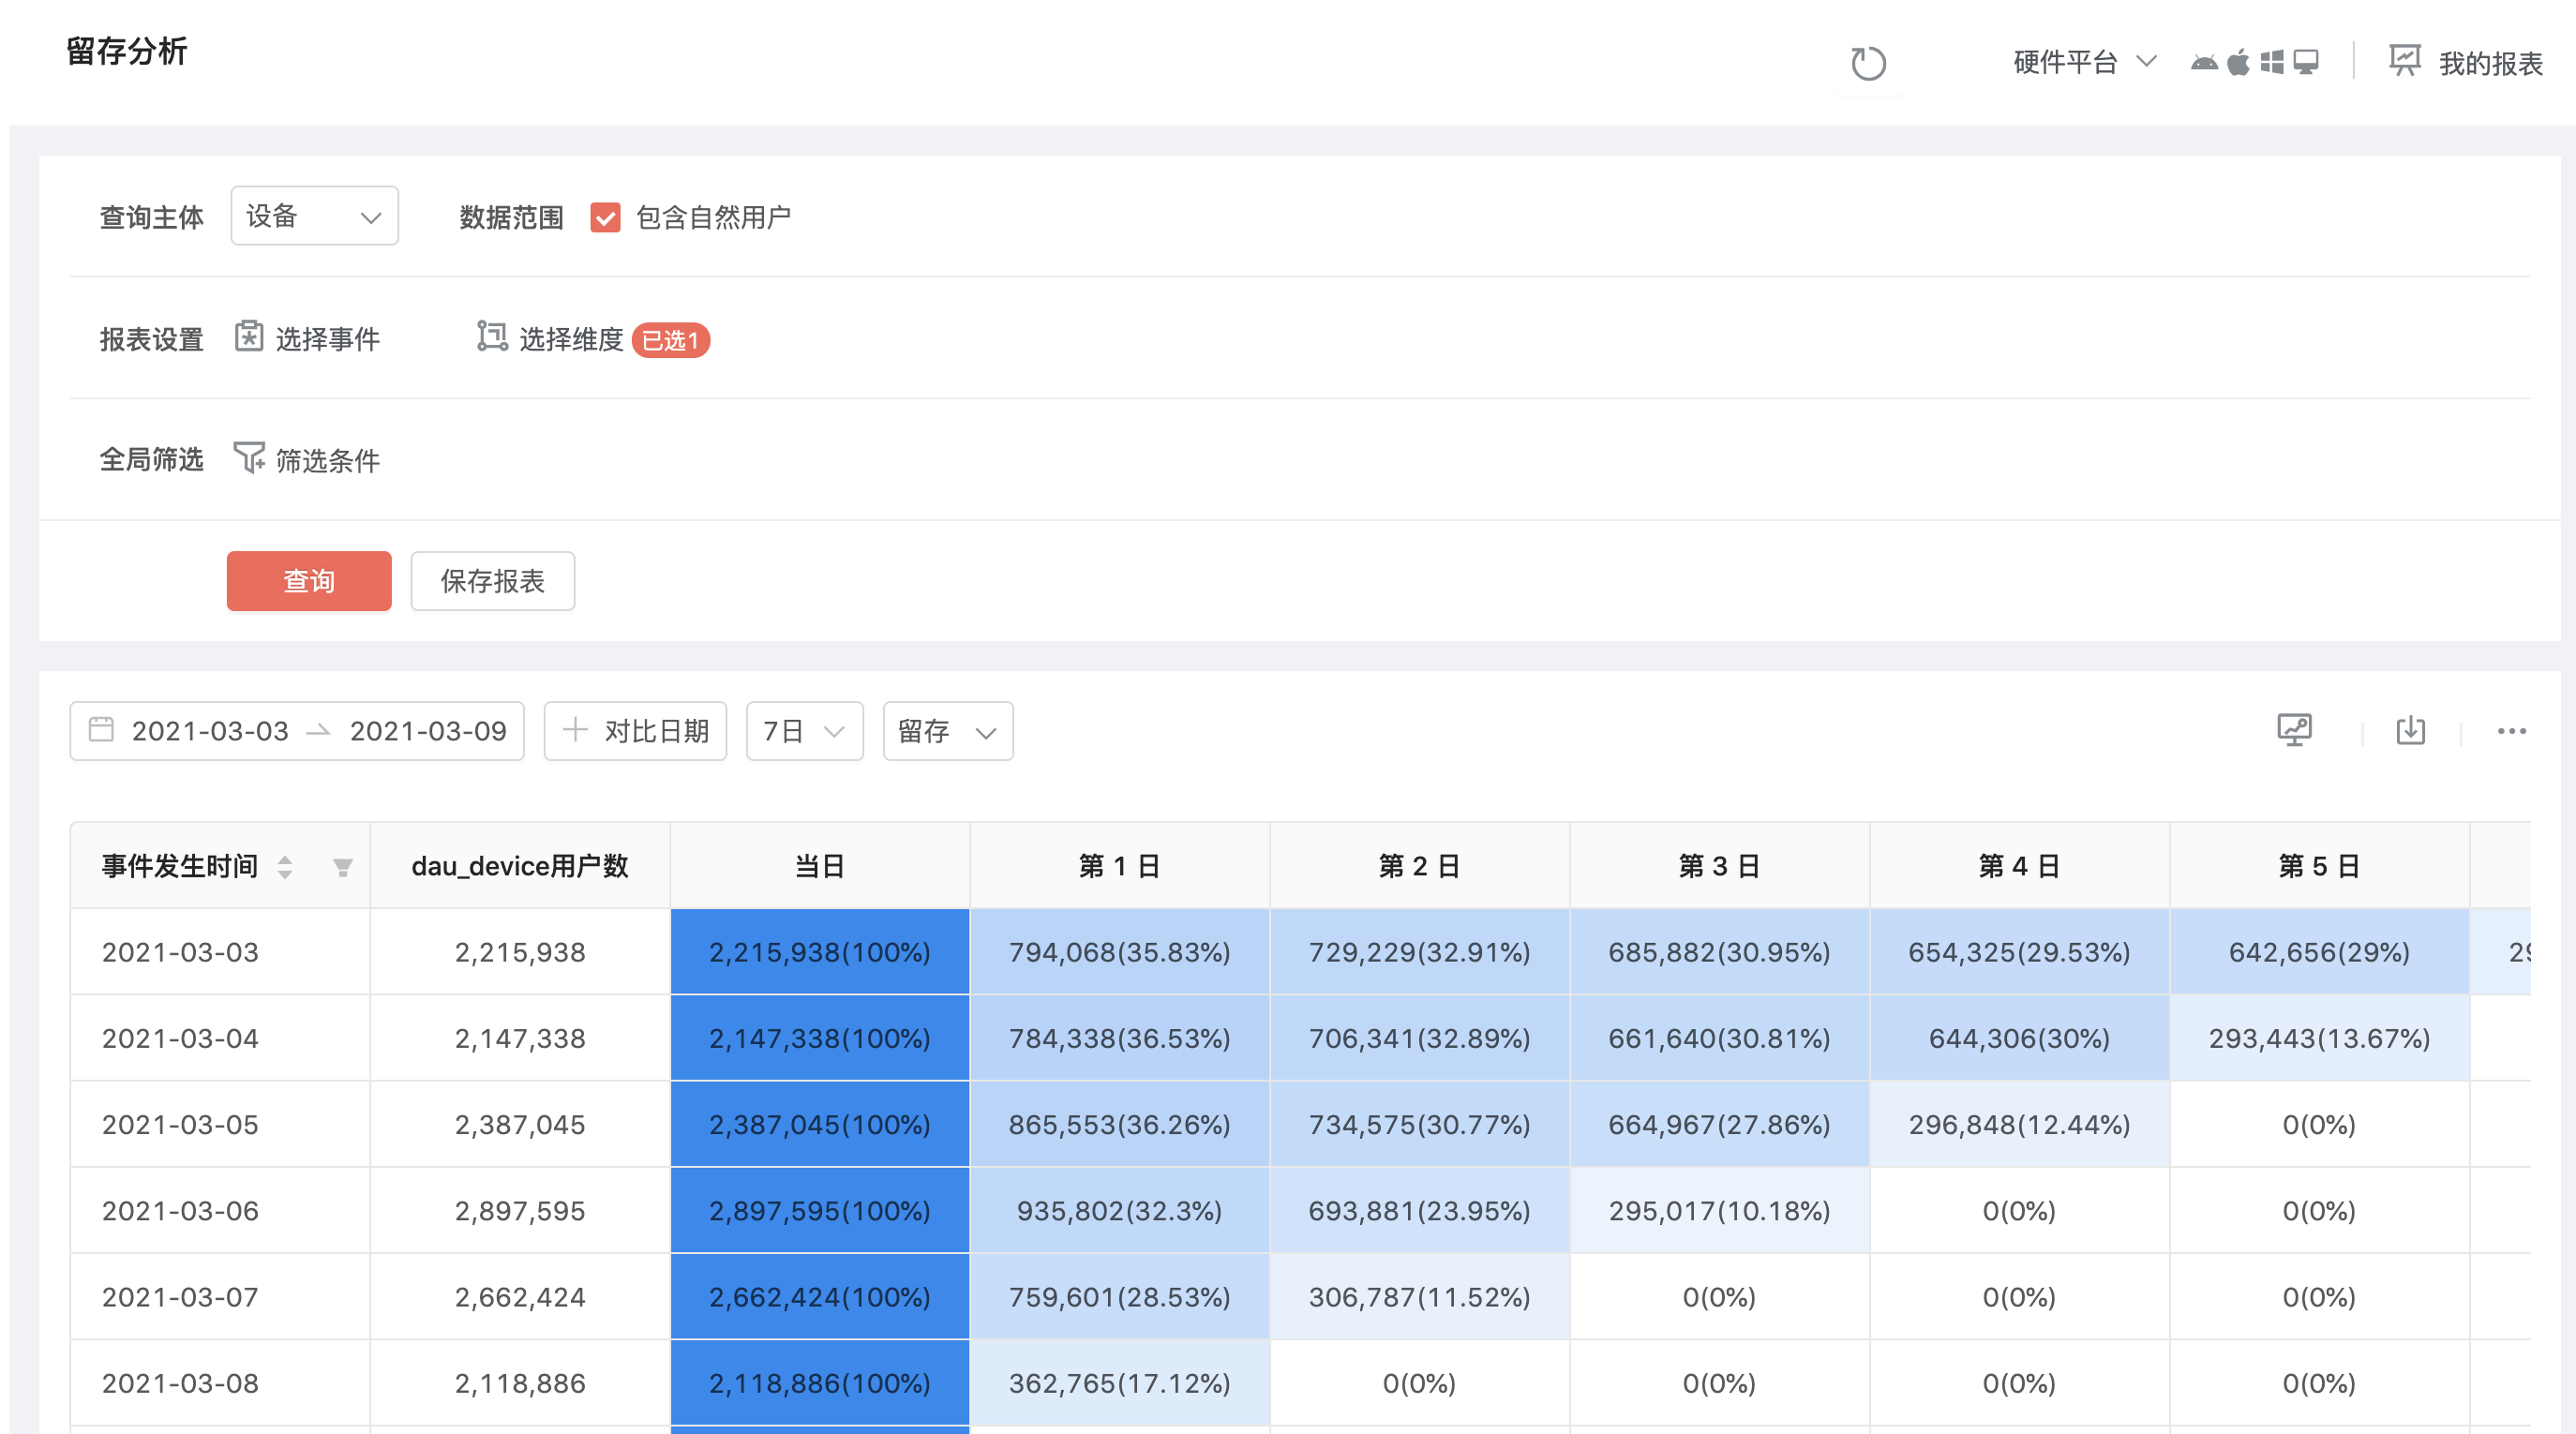 留存分析
硬件平台 我的报表
查询主体 设备 数据范围 包含自然用户
报表设置 选择事件 选择维度 已选1
全局筛选 筛选条件
查询 保存报表
2021-03-03 2021-03-09 对比日期 7日 留存
事件发生时间 dau_device用户数 当日 第 1 日 第 2 日 第 3 日 第 4 日 第 5 日
2021-03-03 2,215,938 2,215,938(100%) 794,068(35.83%) 729,229(32.91%) 685,882(30.95%) 654,325(29.53%) 642,656(29%)
2021-03-04 2,147,338 2,147,338(100%) 784,338(36.53%) 706,341(32.89%) 661,640(30.81%) 644,306(30%) 293,443(13.67%)
2021-03-05 2,387,045 2,387,045(100%) 865,553(36.26%) 734,575(30.77%) 664,967(27.86%) 296,848(12.44%) 0(0%)
2021-03-06 2,897,595 2,897,595(100%) 935,802(32.3%) 693,881(23.95%) 295,017(10.18%) 0(0%) 0(0%)
2021-03-07 2,662,424 2,662,424(100%) 759,601(28.53%) 306,787(11.52%) 0(0%) 0(0%) 0(0%)
2021-03-08 2,118,886 2,118,886(100%) 362,765(17.12%) 0(0%) 0(0%) 0(0%) 0(0%)